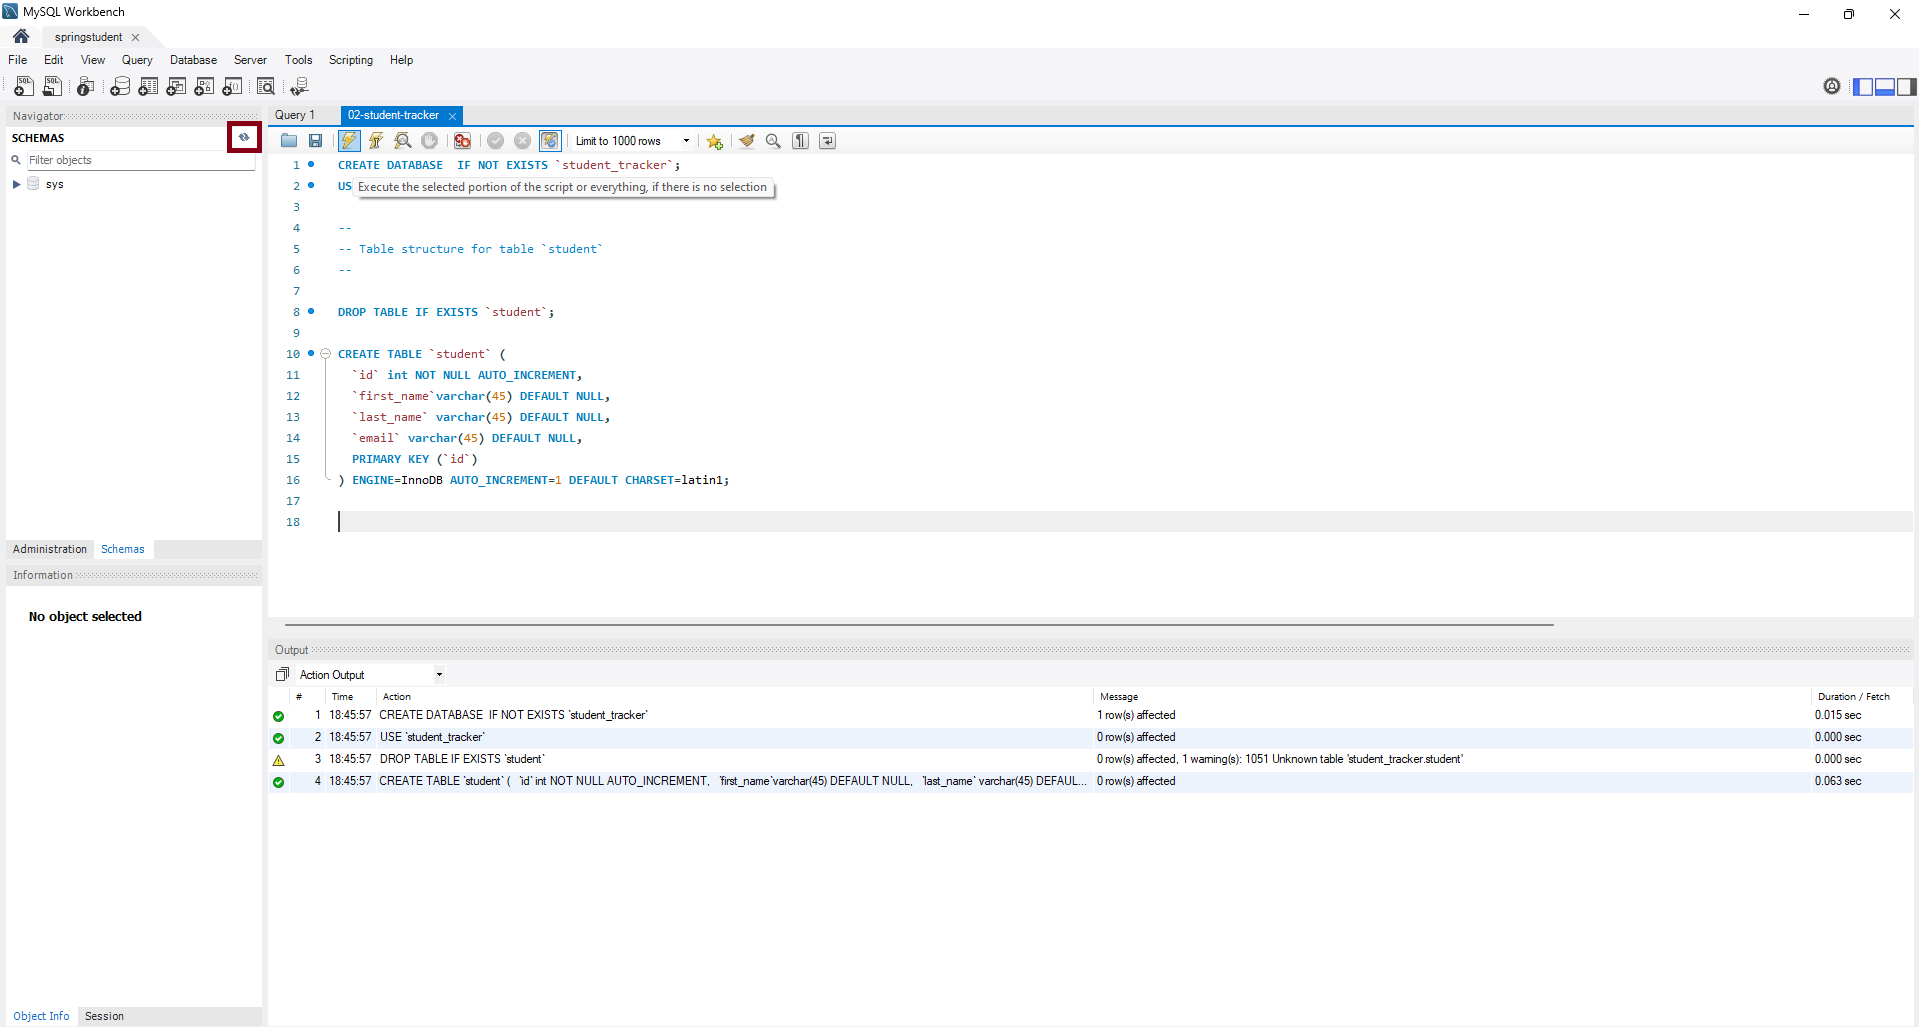 MySQL Workbench
springstudent
File Edit View Query Database Server Tools Scripting Help
Navigator
SCHEMAS
Filter objects
sys
Administration Schemas
Information
No object selected
Object Info Session
Query 1 02-student-tracker
Limit to 1000 rows
1 CREATE DATABASE  IF NOT EXISTS `student_tracker`;
2 US
Execute the selected portion of the script or everything, if there is no selection
3
4 --
5 -- Table structure for table `student`
6 --
7
8 DROP TABLE IF EXISTS `student`;
9
10 CREATE TABLE `student` (
11 `id` int NOT NULL AUTO_INCREMENT,
12 `first_name`varchar(45) DEFAULT NULL,
13 `last_name` varchar(45) DEFAULT NULL,
14 `email` varchar(45) DEFAULT NULL,
15 PRIMARY KEY (`id`)
16 ) ENGINE=InnoDB AUTO_INCREMENT=1 DEFAULT CHARSET=latin1;
17
18
Output
Action Output
# Time Action Message Duration / Fetch
1 18:45:57 CREATE DATABASE  IF NOT EXISTS `student_tracker` 1 row(s) affected 0.015 sec
2 18:45:57 USE `student_tracker` 0 row(s) affected 0.000 sec
3 18:45:57 DROP TABLE IF EXISTS `student` 0 row(s) affected, 1 warning(s): 1051 Unknown table 'student_tracker.student' 0.000 sec
4 18:45:57 CREATE TABLE `student` (   `id` int NOT NULL AUTO_INCREMENT,   `first_name`varchar(45) DEFAULT NULL,   `last_name` varchar(45) DEFAUL... 0 row(s) affected 0.063 sec